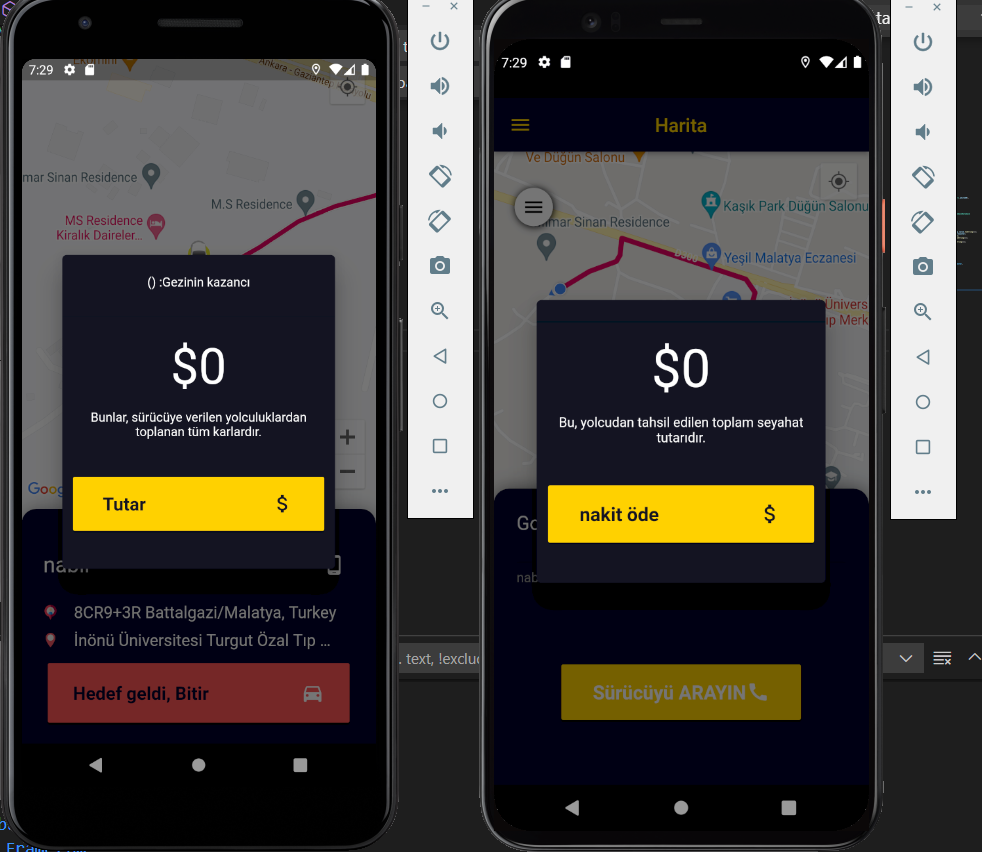 7:29
Ankara - Gaziantep
mar Sinan Residence
M.S Residence
MS Residence
Kiralık Daireler...
() :Gezinin kazancı
$0
Bunlar, sürücüye verilen yolculuklardan
toplanan tüm karlardır.
Tutar $
+
−
Goog
8CR9+3R Battalgazi/Malatya, Turkey
İnönü Üniversitesi Turgut Özal Tıp ...
Hedef geldi, Bitir
7:29
Harita
Ve Düğün Salonu
Kaşık Park Düğün Salonu
mar Sinan Residence
Yeşil Malatya Eczanesi
Univers
ıp Merk
$0
Bu, yolcudan tahsil edilen toplam seyahat
tutarıdır.
nakit öde $
Go
nab
Sürücüyü ARAYIN
. text, !exclu
ta